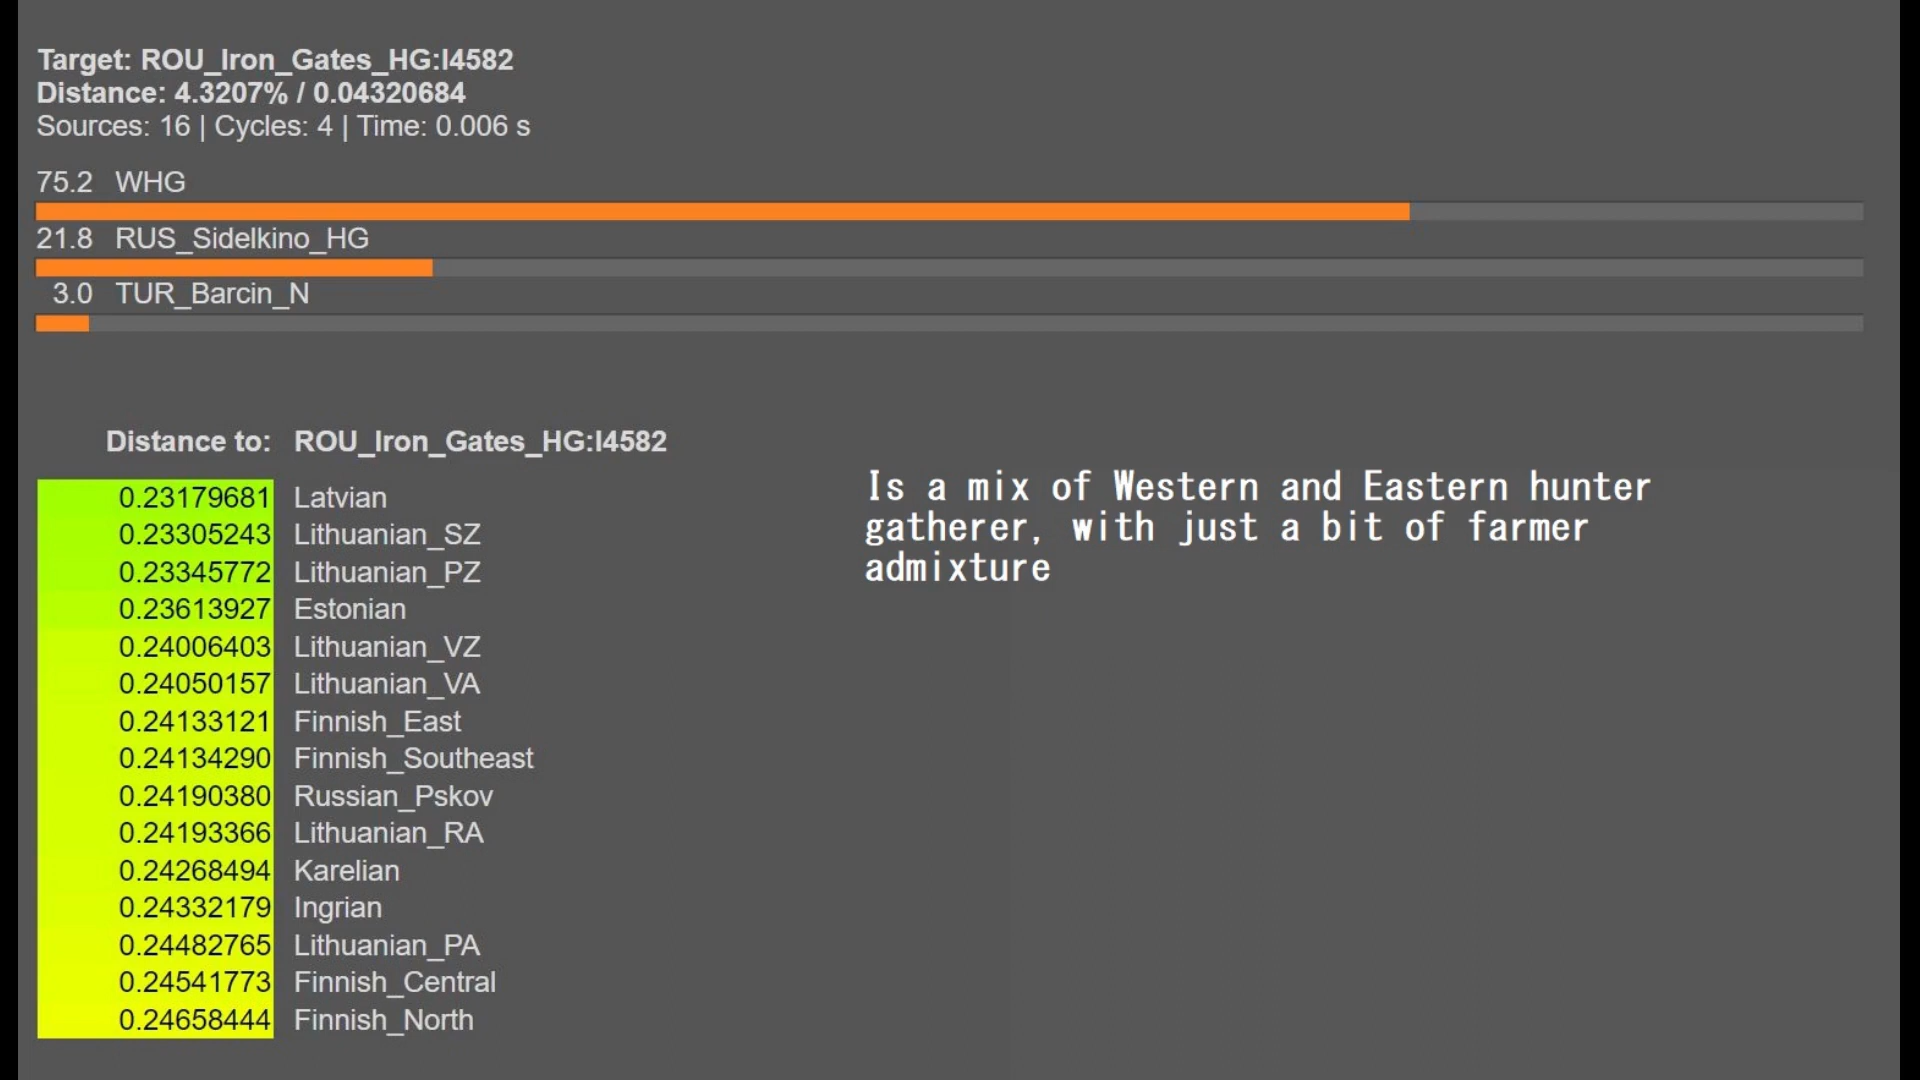 Target: ROU_Iron_Gates_HG:I4582
Distance: 4.3207% / 0.04320684
Sources: 16 | Cycles: 4 | Time: 0.006 s
75.2 WHG
21.8 RUS_Sidelkino_HG
3.0 TUR_Barcin_N
Distance to: ROU_Iron_Gates_HG:I4582
0.23179681 Latvian
0.23305243 Lithuanian_SZ
0.23345772 Lithuanian_PZ
0.23613927 Estonian
0.24006403 Lithuanian_VZ
0.24050157 Lithuanian_VA
0.24133121 Finnish_East
0.24134290 Finnish_Southeast
0.24190380 Russian_Pskov
0.24193366 Lithuanian_RA
0.24268494 Karelian
0.24332179 Ingrian
0.24482765 Lithuanian_PA
0.24541773 Finnish_Central
0.24658444 Finnish_North
Is a mix of Western and Eastern hunter
gatherer, with just a bit of farmer
admixture